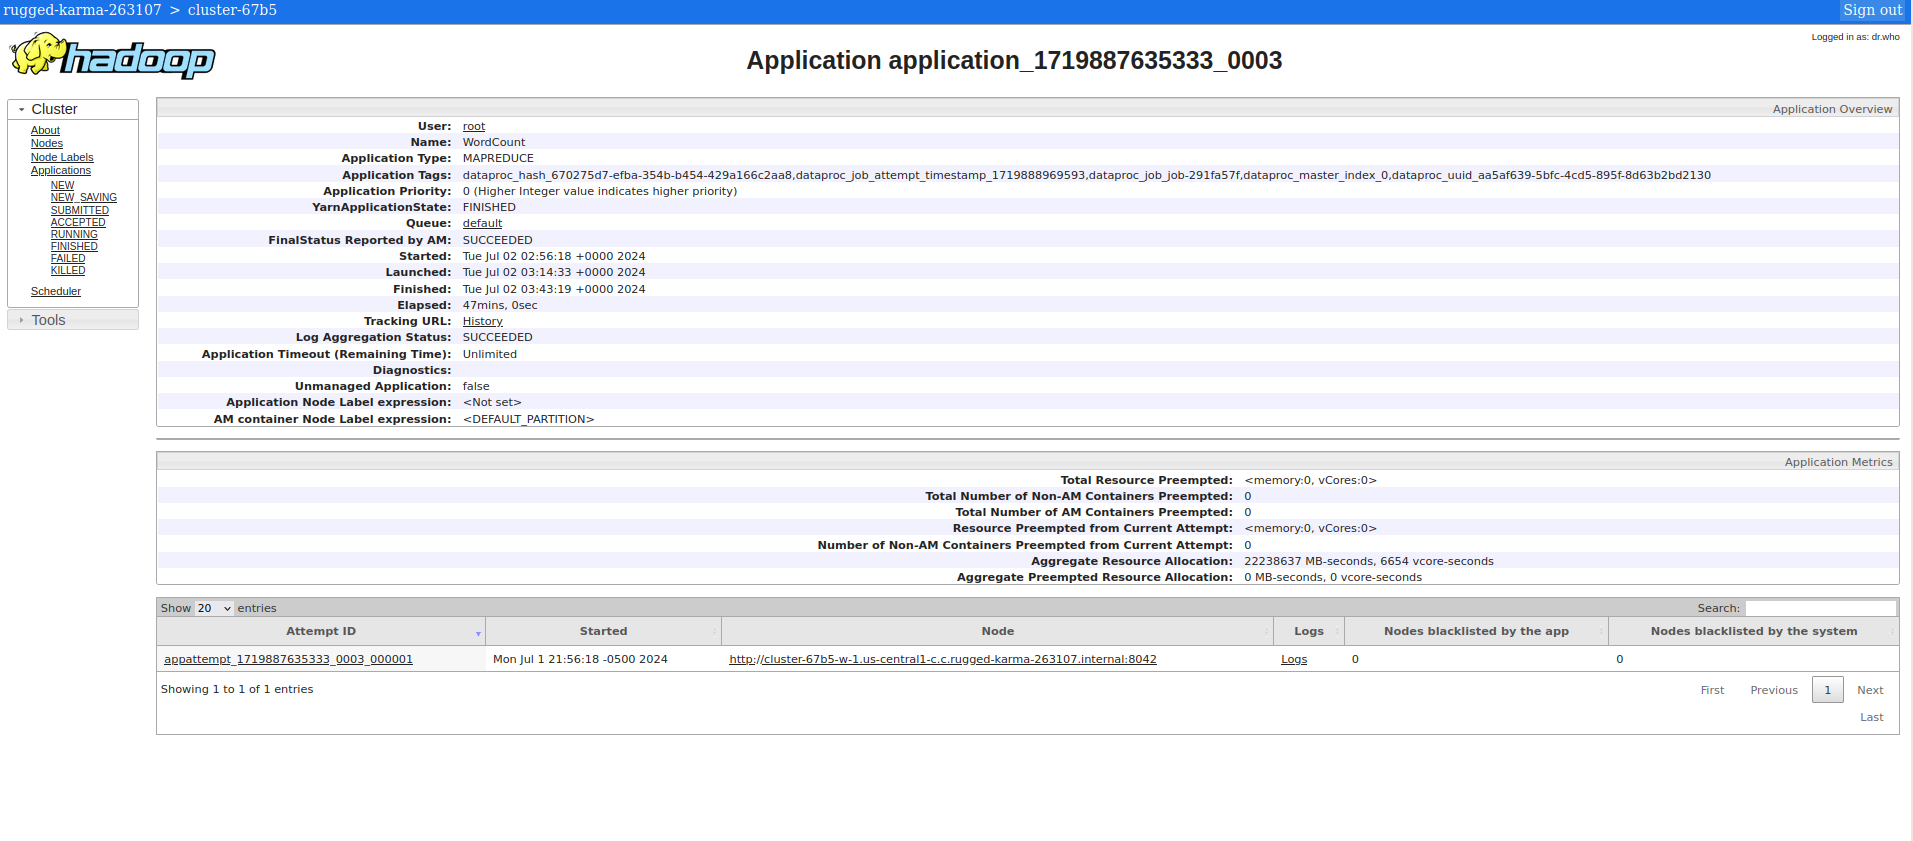 rugged-karma-263107 > cluster-67b5
Sign out
Logged in as: dr.who
hadoop
Application application_1719887635333_0003
Cluster
About
Nodes
Node Labels
Applications
NEW
NEW_SAVING
SUBMITTED
ACCEPTED
RUNNING
FINISHED
FAILED
KILLED
Scheduler
Tools
Application Overview
User: root
Name: WordCount
Application Type: MAPREDUCE
Application Tags: dataproc_hash_670275d7-efba-354b-b454-429a166c2aa8,dataproc_job_attempt_timestamp_1719888969593,dataproc_job_job-291fa57f,dataproc_master_index_0,dataproc_uuid_aa5af639-5bfc-4cd5-895f-8d63b2bd2130
Application Priority: 0 (Higher Integer value indicates higher priority)
YarnApplicationState: FINISHED
Queue: default
FinalStatus Reported by AM: SUCCEEDED
Started: Tue Jul 02 02:56:18 +0000 2024
Launched: Tue Jul 02 03:14:33 +0000 2024
Finished: Tue Jul 02 03:43:19 +0000 2024
Elapsed: 47mins, 0sec
Tracking URL: History
Log Aggregation Status: SUCCEEDED
Application Timeout (Remaining Time): Unlimited
Diagnostics:
Unmanaged Application: false
Application Node Label expression: <Not set>
AM container Node Label expression: <DEFAULT_PARTITION>
Application Metrics
Total Resource Preempted: <memory:0, vCores:0>
Total Number of Non-AM Containers Preempted: 0
Total Number of AM Containers Preempted: 0
Resource Preempted from Current Attempt: <memory:0, vCores:0>
Number of Non-AM Containers Preempted from Current Attempt: 0
Aggregate Resource Allocation: 22238637 MB-seconds, 6654 vcore-seconds
Aggregate Preempted Resource Allocation: 0 MB-seconds, 0 vcore-seconds
Show 20 entries Search:
Attempt ID Started Node Logs Nodes blacklisted by the app Nodes blacklisted by the system
appattempt_1719887635333_0003_000001 Mon Jul 1 21:56:18 -0500 2024 http://cluster-67b5-w-1.us-central1-c.c.rugged-karma-263107.internal:8042 Logs 0 0
Showing 1 to 1 of 1 entries First Previous 1 Next
Last